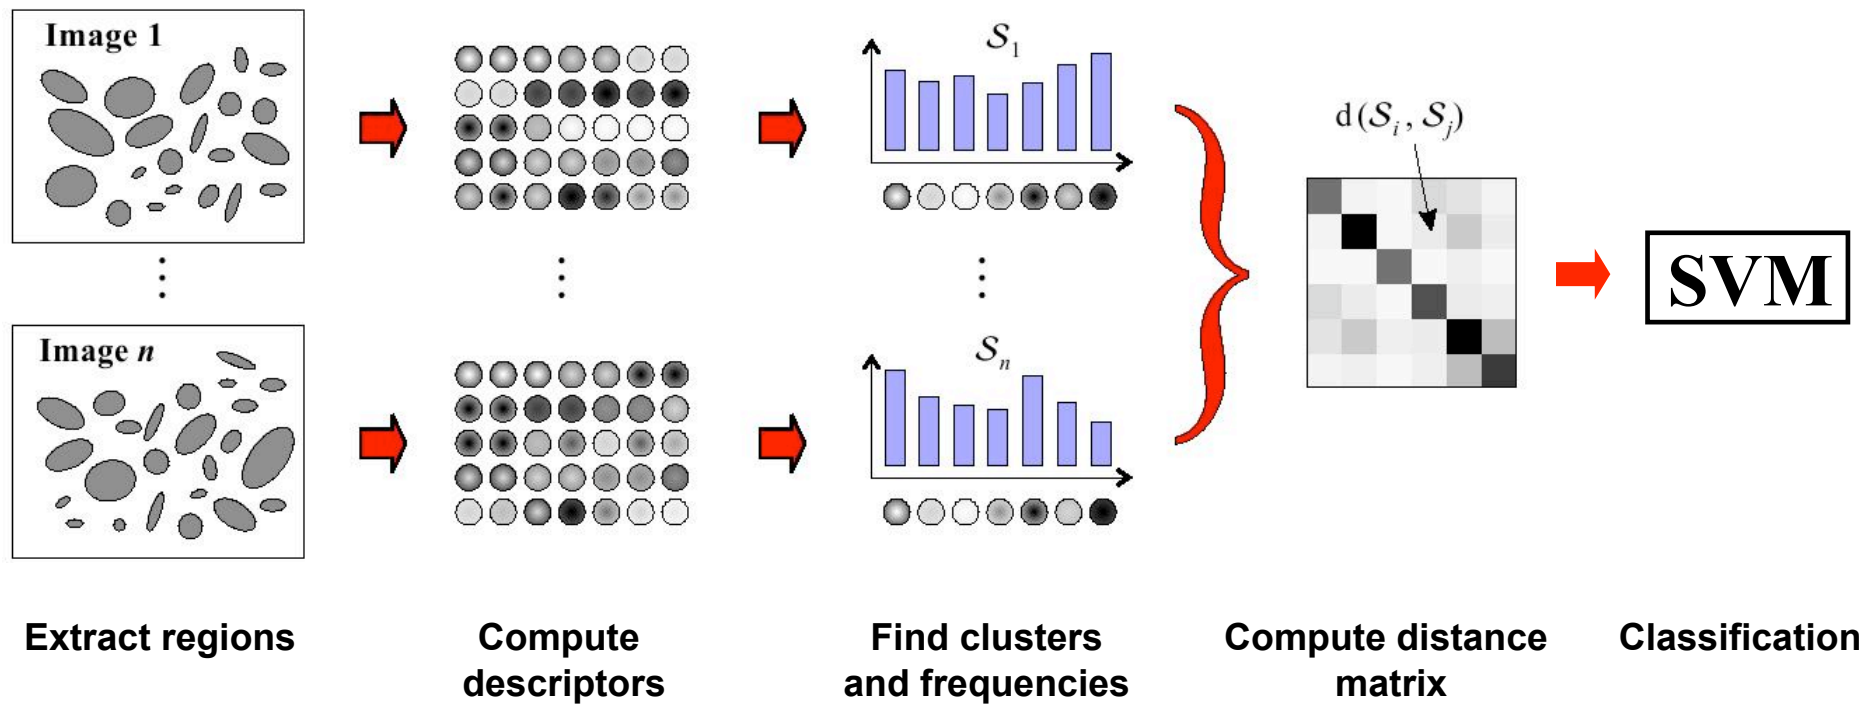 Image 1
S1
d(Si, Sj)
SVM
Image n
Sn
Extract regions
Compute
descriptors
Find clusters
and frequencies
Compute distance
matrix
Classification